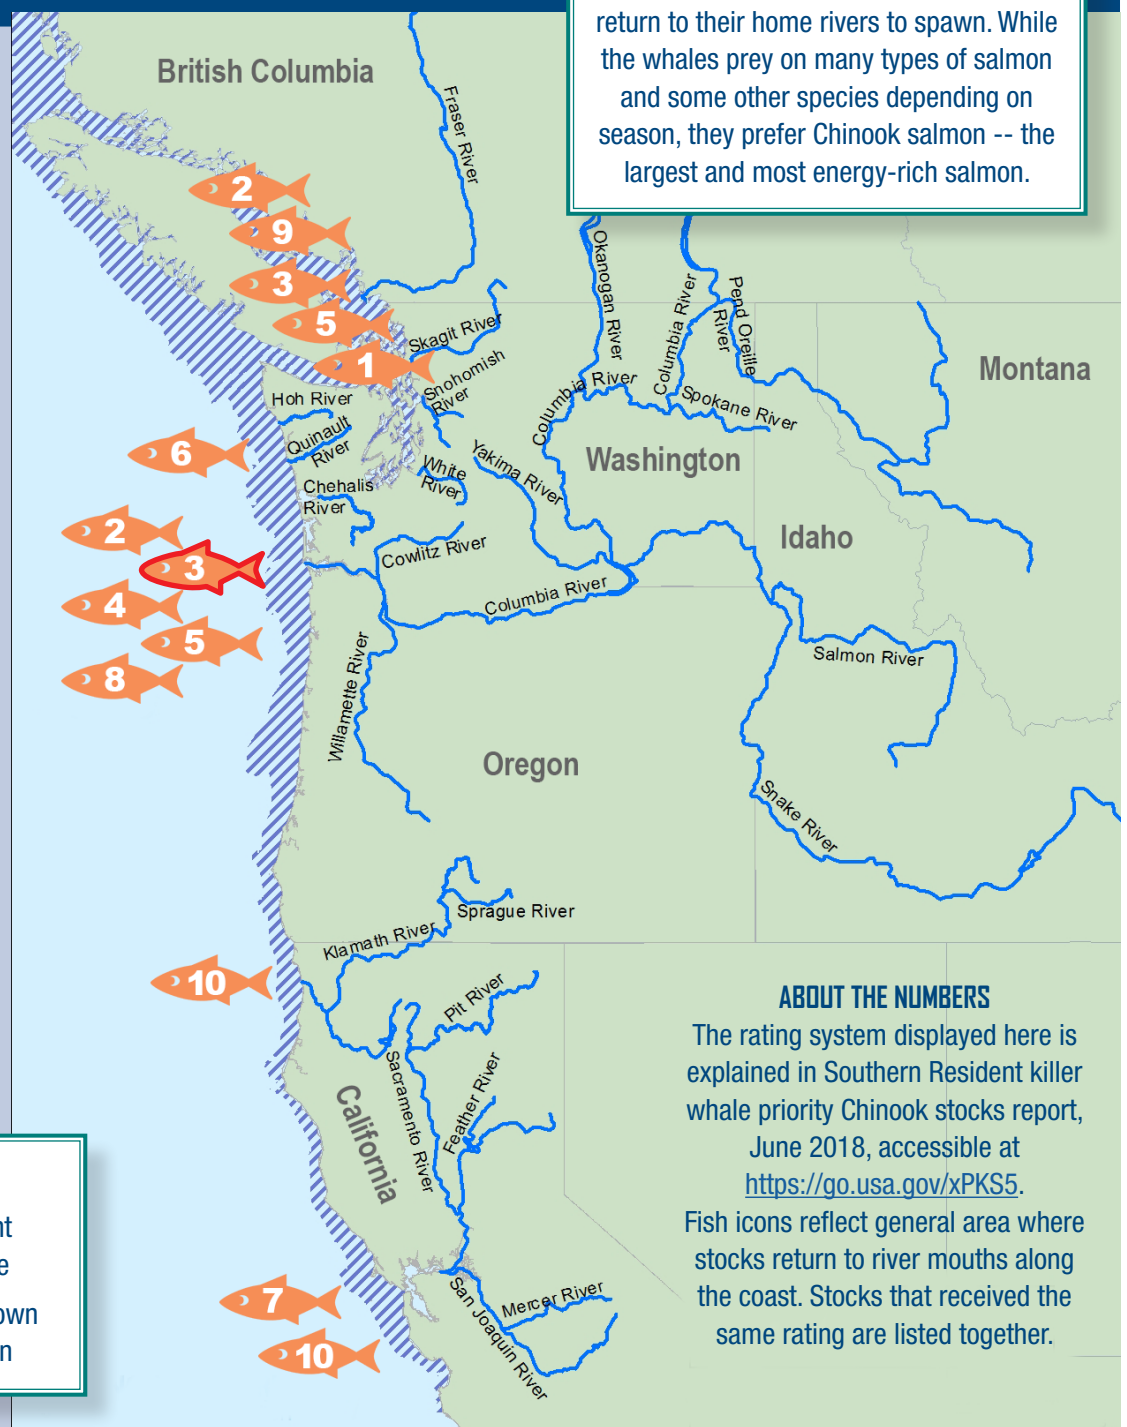 return to their home rivers to spawn. While
the whales prey on many types of salmon
and some other species depending on
season, they prefer Chinook salmon -- the
largest and most energy-rich salmon.
British Columbia
Fraser River
2
9
3
5
1
Okanogan River
Columbia River
Pend Oreille
River
Skagit River
Snohomish
River
Montana
Columbia River
Spokane River
Hoh River
Quinault
River
6
Washington
Yakima River
White
River
Chehalis
River
2
3
4
5
8
Idaho
Cowlitz River
Columbia River
Willamette River
Salmon River
Oregon
Snake River
Sprague River
Klamath River
10
Pit River
Sacramento River
Feather River
California
ABOUT THE NUMBERS
The rating system displayed here is
explained in Southern Resident killer
whale priority Chinook stocks report,
June 2018, accessible at
https://go.usa.gov/xPKS5.
Fish icons reflect general area where
stocks return to river mouths along
the coast. Stocks that received the
same rating are listed together.
7
10
San Joaquin River
Mercer River
nt
e
own
n